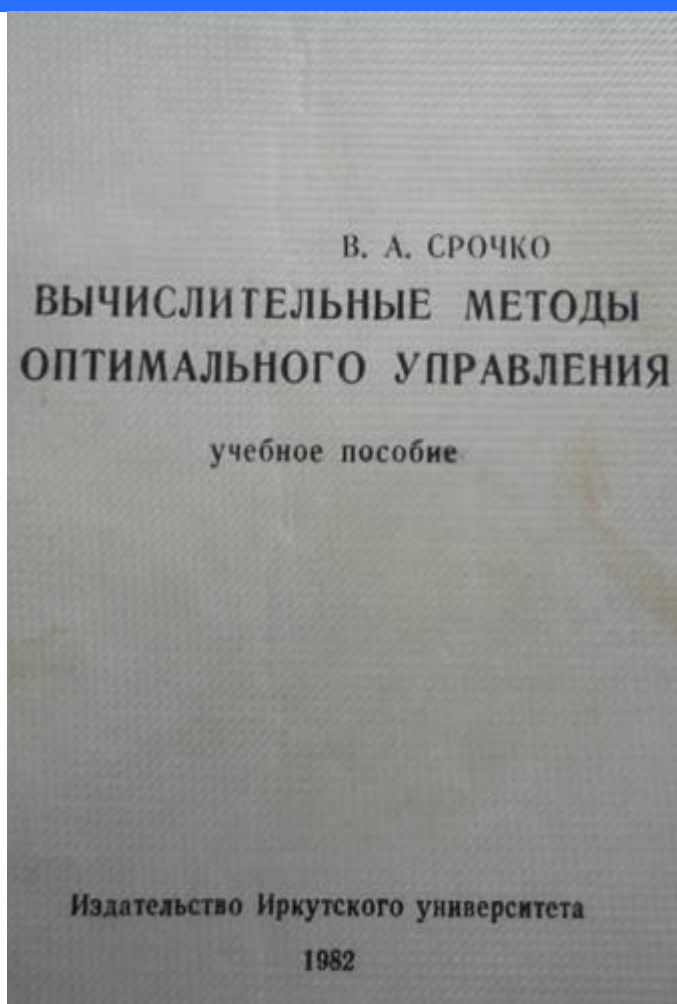 В. А. СРОЧКО
ВЫЧИСЛИТЕЛЬНЫЕ МЕТОДЫ
ОПТИМАЛЬНОГО УПРАВЛЕНИЯ
учебное пособие
Издательство Иркутского университета
1982